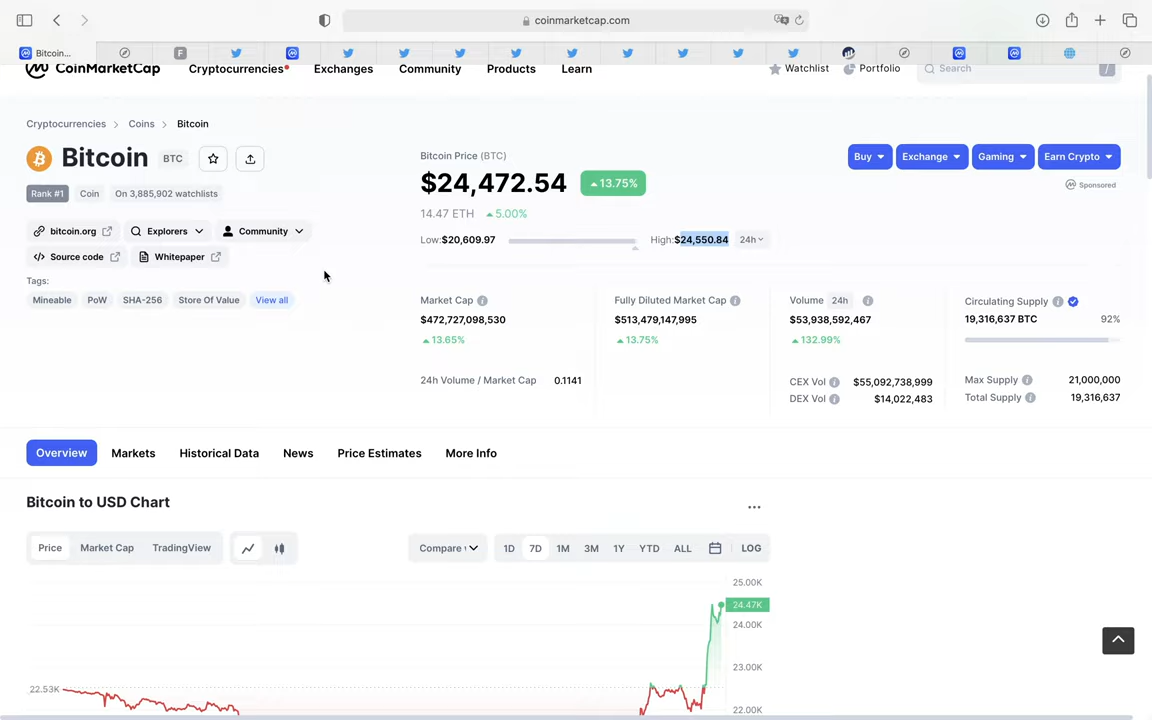 coinmarketcap.com
Bitcoin...
CoinMarketCap
Cryptocurrencies
Exchanges
Community
Products
Learn
Watchlist
Portfolio
Search
/
Cryptocurrencies
Coins
Bitcoin
Bitcoin
BTC
Rank #1
Coin
On 3,885,902 watchlists
bitcoin.org
Explorers
Community
Source code
Whitepaper
Tags:
Mineable
PoW
SHA-256
Store Of Value
View all
Bitcoin Price (BTC)
$24,472.54
13.75%
14.47 ETH
5.00%
Low:$20,609.97
High:$24,550.84
24h
Buy
Exchange
Gaming
Earn Crypto
Sponsored
Market Cap
$472,727,098,530
13.65%
24h Volume / Market Cap 0.1141
Fully Diluted Market Cap
$513,479,147,995
13.75%
Volume 24h
$53,938,592,467
132.99%
CEX Vol $55,092,738,999
DEX Vol $14,022,483
Circulating Supply
19,316,637 BTC 92%
Max Supply 21,000,000
Total Supply 19,316,637
Overview
Markets
Historical Data
News
Price Estimates
More Info
Bitcoin to USD Chart
Price
Market Cap
TradingView
Compare
1D
7D
1M
3M
1Y
YTD
ALL
LOG
25.00K
24.47K
24.00K
23.00K
22.53K
22.00K